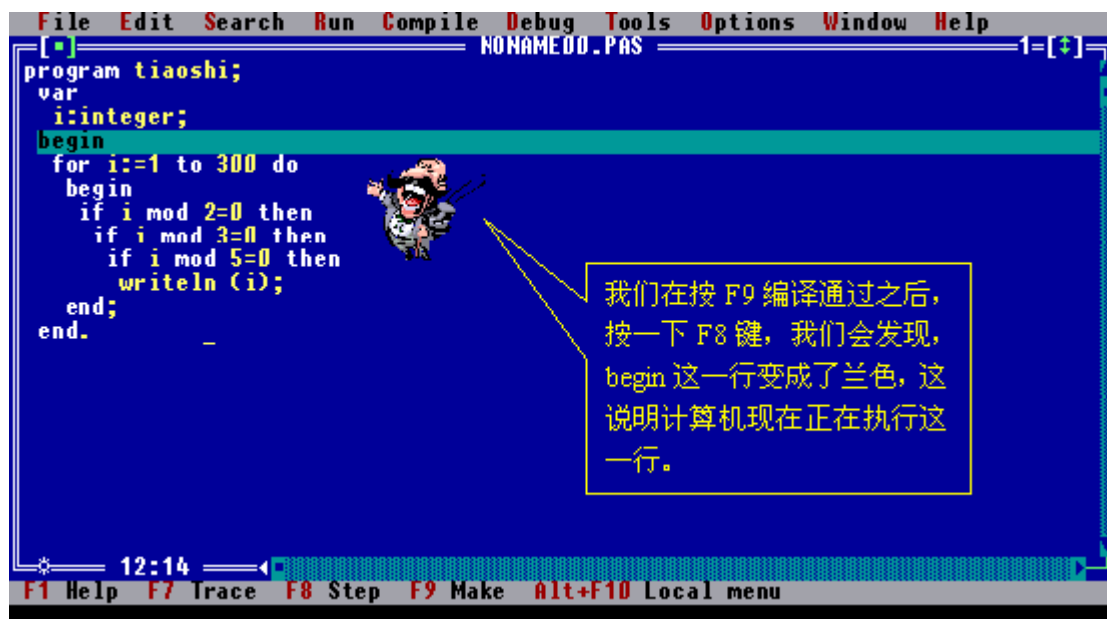 File Edit Search Run Compile Debug Tools Options Window Help
[■] NONAME00.PAS 1=[↕]
program tiaoshi;
var
i:integer;
begin
for i:=1 to 300 do
begin
if i mod 2=0 then
if i mod 3=0 then
if i mod 5=0 then
writeln (i);
end;
end.
我们在按 F9 编译通过之后，
按一下 F8 键，我们会发现，
begin 这一行变成了兰色，这
说明计算机现在正在执行这
一行。
12:14
F1 Help F7 Trace F8 Step F9 Make Alt+F10 Local menu